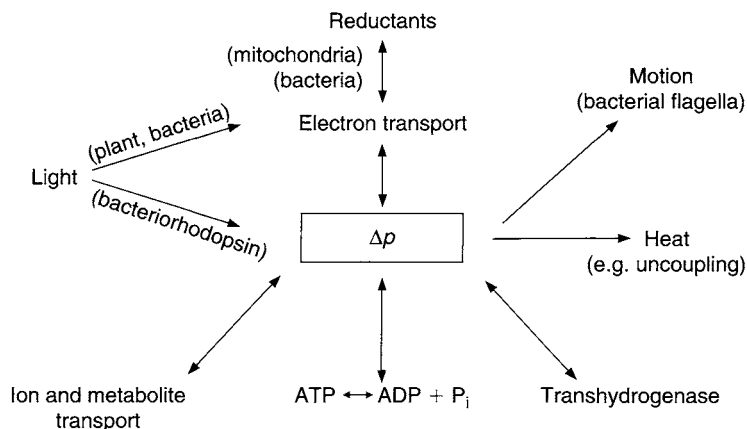 Reductants
(mitochondria)
(bacteria)
Motion
(bacterial flagella)
(plant, bacteria)
Electron transport
Light
(bacteriorhodopsin)
Δp
Heat
(e.g. uncoupling)
Ion and metabolite
transport
ATP ↔ ADP + Pi
Transhydrogenase